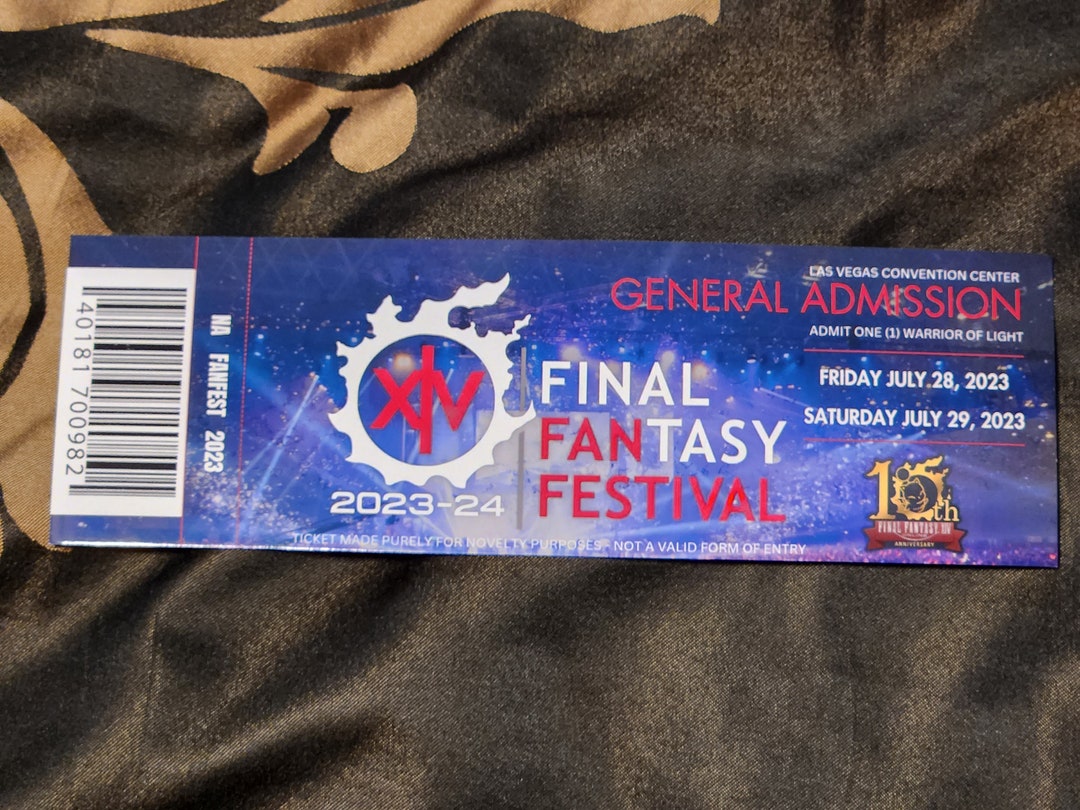 40181 700982
NA FANFEST 2023
XIV
2023-24
FINAL
FANTASY
FESTIVAL
LAS VEGAS CONVENTION CENTER
GENERAL ADMISSION
ADMIT ONE (1) WARRIOR OF LIGHT
FRIDAY JULY 28, 2023
SATURDAY JULY 29, 2023
10th
FINAL FANTASY XIV
ANNIVERSARY
TICKET MADE PURELY FOR NOVELTY PURPOSES - NOT A VALID FORM OF ENTRY